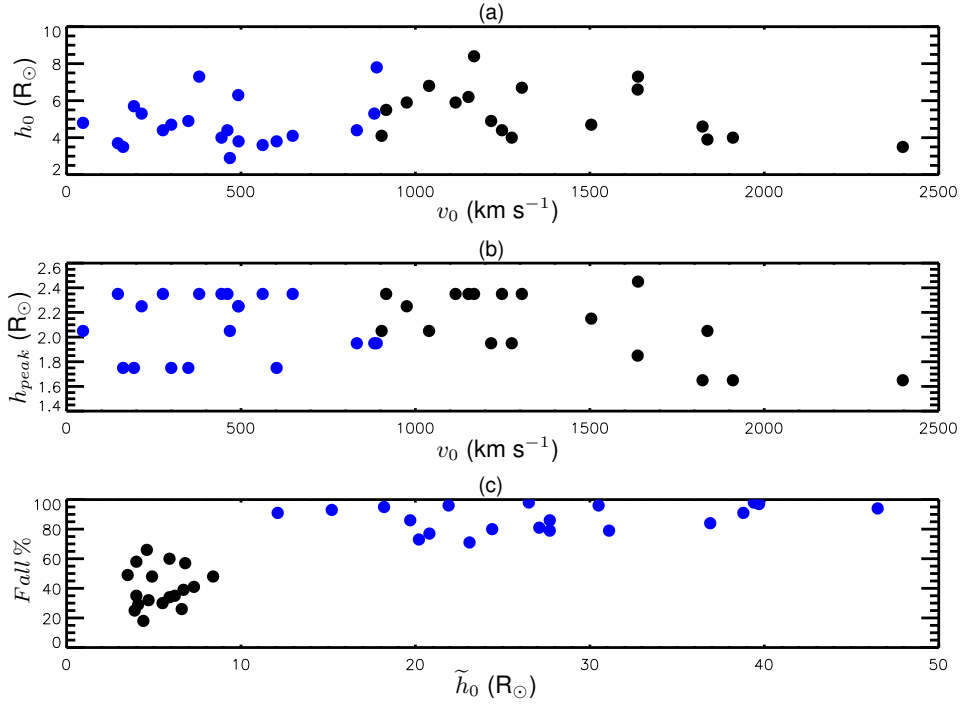 (a)
10
8
6
4
2
h₀ (R☉)
0 500 1000 1500 2000 2500
v₀ (km s⁻¹)
(b)
2.6
2.4
2.2
2.0
1.8
1.6
1.4
h_peak (R☉)
0 500 1000 1500 2000 2500
v₀ (km s⁻¹)
(c)
100
80
60
40
20
0
Fall%
0 10 20 30 40 50
h̃₀ (R☉)